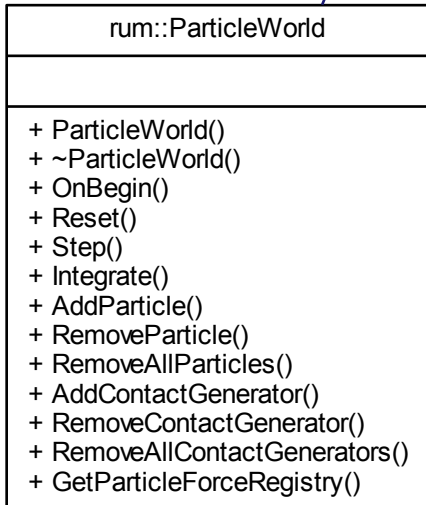 rum::ParticleWorld
+ ParticleWorld()
+ ~ParticleWorld()
+ OnBegin()
+ Reset()
+ Step()
+ Integrate()
+ AddParticle()
+ RemoveParticle()
+ RemoveAllParticles()
+ AddContactGenerator()
+ RemoveContactGenerator()
+ RemoveAllContactGenerators()
+ GetParticleForceRegistry()